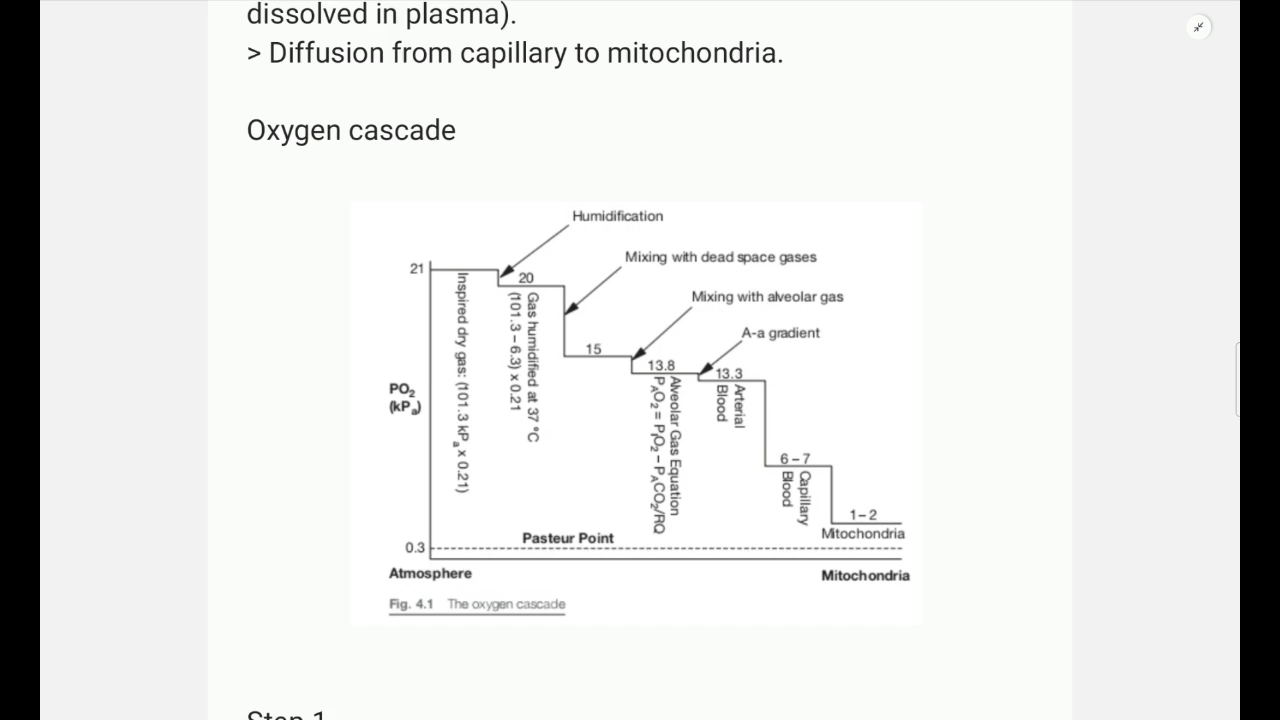 dissolved in plasma).
> Diffusion from capillary to mitochondria.
Oxygen cascade
Humidification
Mixing with dead space gases
Mixing with alveolar gas
A-a gradient
21
20
15
13.8
13.3
6 – 7
1 – 2
Inspired dry gas: (101.3 kPₐ x 0.21)
Gas humidified at 37 °C
(101.3 – 6.3) x 0.21
Alveolar Gas Equation
PₐO₂ = PᵢO₂ – PₐCO₂/RQ
Arterial
Blood
Capillary
Blood
Mitochondria
PO₂
(kPₐ)
Pasteur Point
0.3
Atmosphere
Mitochondria
Fig. 4.1 The oxygen cascade
Step 1